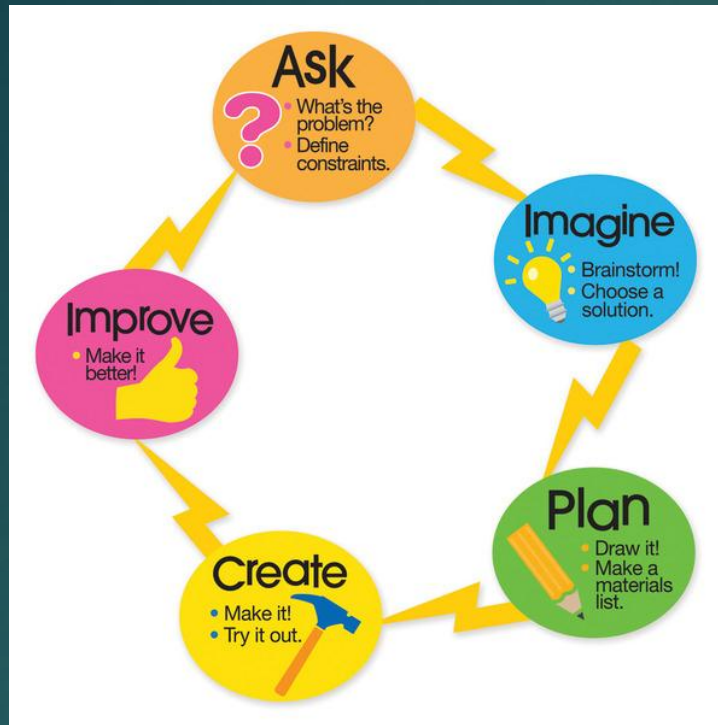 Ask
• What's the
problem?
• Define
constraints.
Imagine
• Brainstorm!
• Choose a
solution.
Plan
• Draw it!
• Make a
materials
list.
Create
• Make it!
• Try it out.
Improve
• Make it
better!